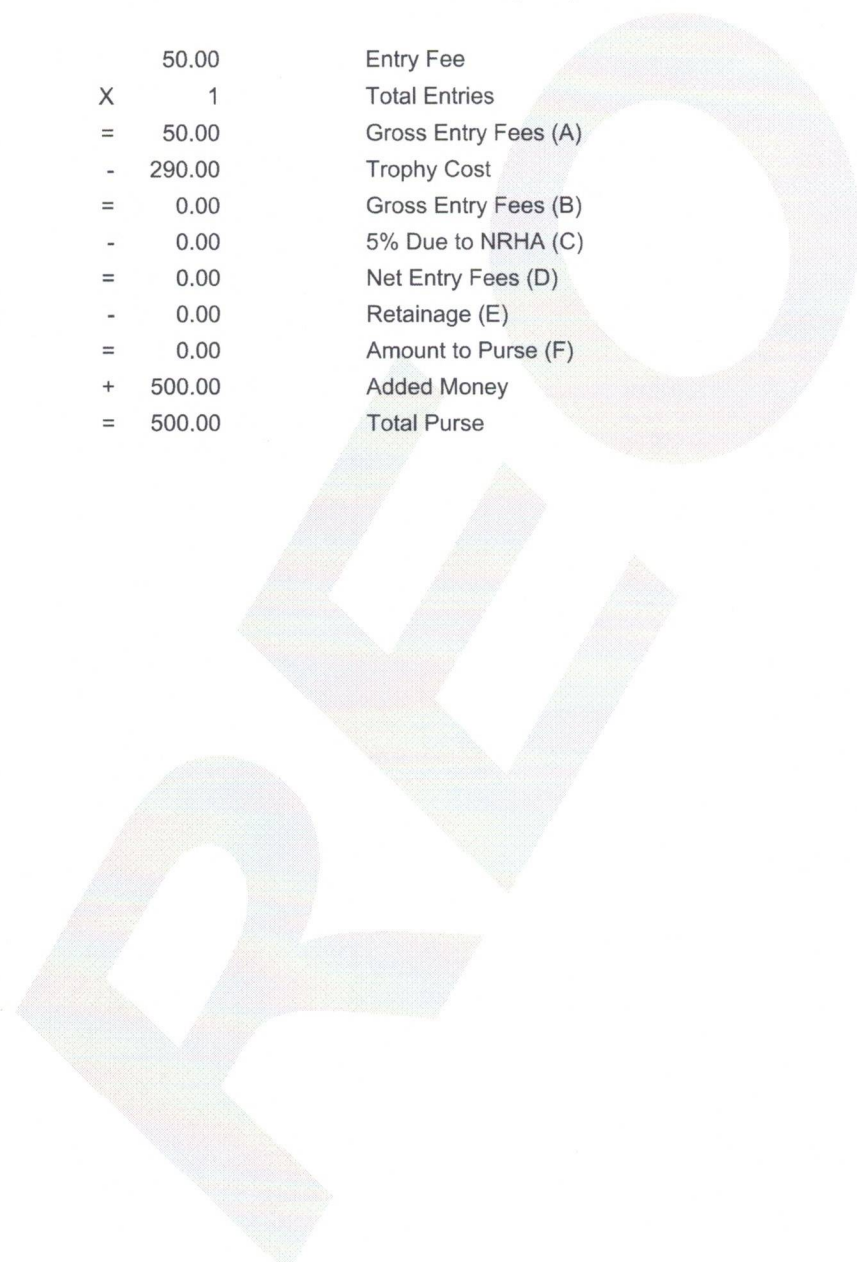 50.00 Entry Fee
X 1 Total Entries
= 50.00 Gross Entry Fees (A)
- 290.00 Trophy Cost
= 0.00 Gross Entry Fees (B)
- 0.00 5% Due to NRHA (C)
= 0.00 Net Entry Fees (D)
- 0.00 Retainage (E)
= 0.00 Amount to Purse (F)
+ 500.00 Added Money
= 500.00 Total Purse
REO